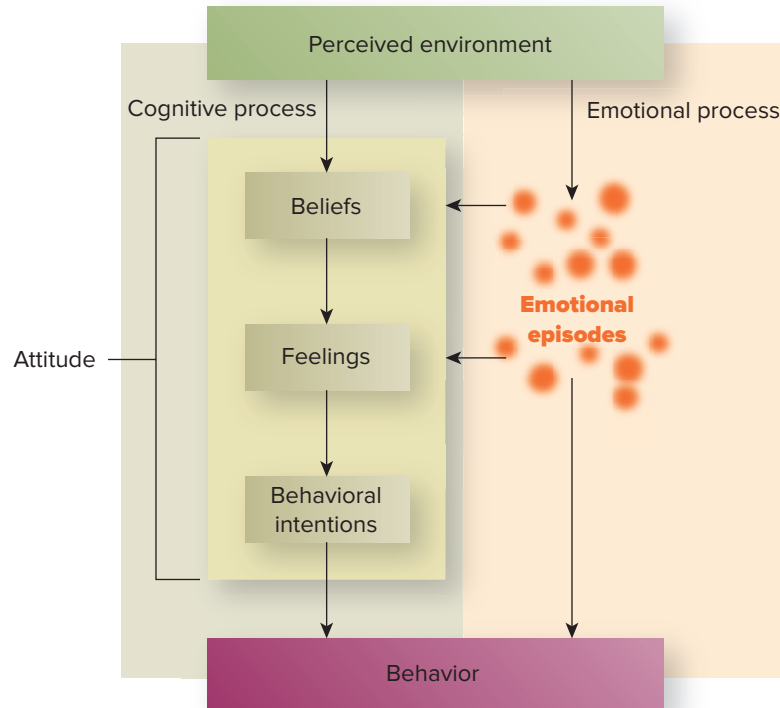 Perceived environment
Cognitive process
Emotional process
Beliefs
Emotional
episodes
Attitude
Feelings
Behavioral
intentions
Behavior